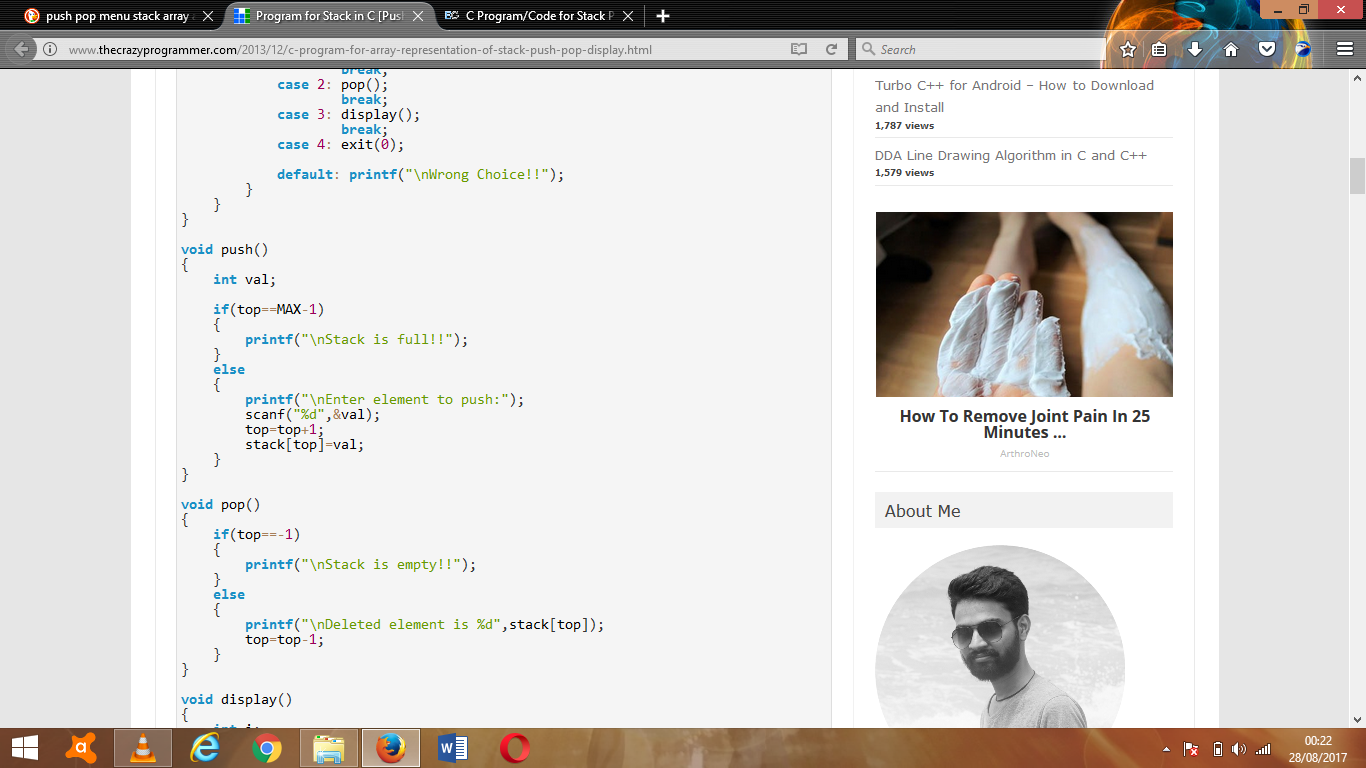 push pop menu stack array
Program for Stack in C [Pus
C Program/Code for Stack P
www.thecrazyprogrammer.com/2013/12/c-program-for-array-representation-of-stack-push-pop-display.html
Search
break;
case 2: pop();
break;
case 3: display();
break;
case 4: exit(0);
default: printf("\nWrong Choice!!");
}
}
}
void push()
{
int val;
if(top==MAX-1)
{
printf("\nStack is full!!");
}
else
{
printf("\nEnter element to push:");
scanf("%d",&val);
top=top+1;
stack[top]=val;
}
}
void pop()
{
if(top==-1)
{
printf("\nStack is empty!!");
}
else
{
printf("\nDeleted element is %d",stack[top]);
top=top-1;
}
}
void display()
{
int i;
Turbo C++ for Android – How to Download
and Install
1,787 views
DDA Line Drawing Algorithm in C and C++
1,579 views
How To Remove Joint Pain In 25
Minutes ...
ArthroNeo
About Me
00:22
28/08/2017